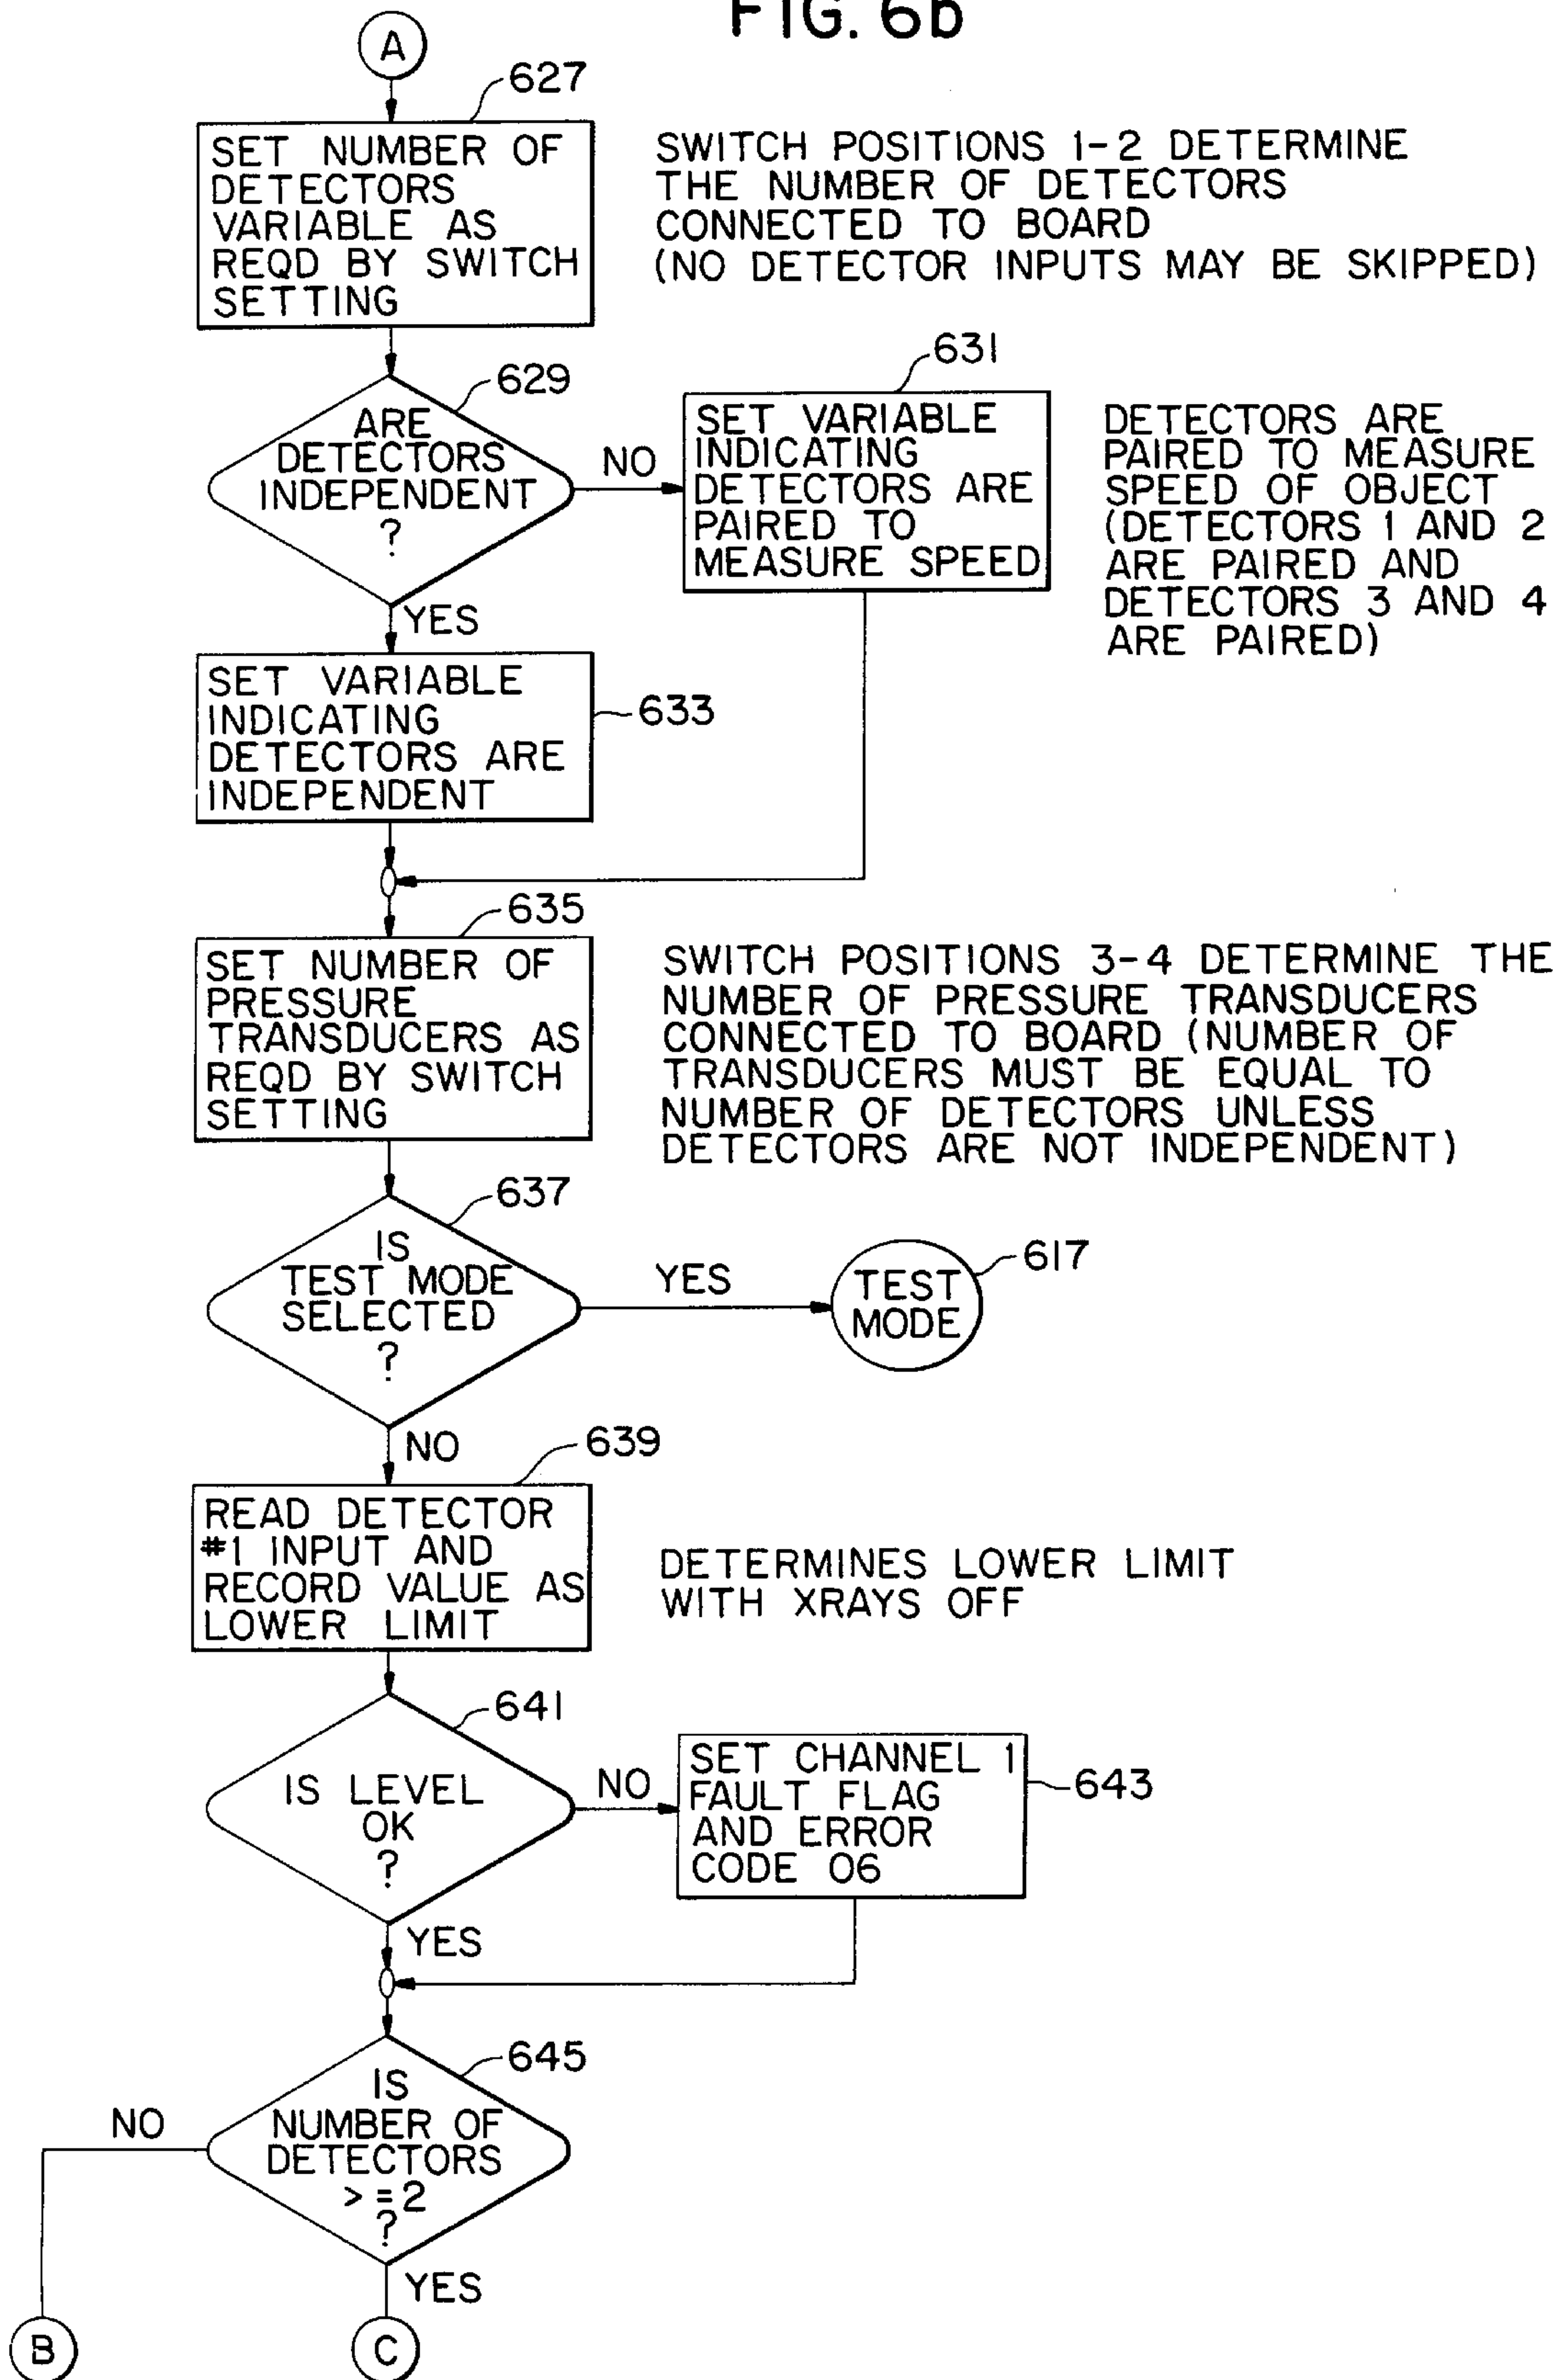 FIG. 6b
A
627
SET NUMBER OF
DETECTORS
VARIABLE AS
REQD BY SWITCH
SETTING
SWITCH POSITIONS 1-2 DETERMINE
THE NUMBER OF DETECTORS
CONNECTED TO BOARD
(NO DETECTOR INPUTS MAY BE SKIPPED)
629
ARE
DETECTORS
INDEPENDENT
?
NO
631
SET VARIABLE
INDICATING
DETECTORS ARE
PAIRED TO
MEASURE SPEED
DETECTORS ARE
PAIRED TO MEASURE
SPEED OF OBJECT
(DETECTORS 1 AND 2
ARE PAIRED AND
DETECTORS 3 AND 4
ARE PAIRED)
YES
SET VARIABLE
INDICATING
DETECTORS ARE
INDEPENDENT
633
635
SET NUMBER OF
PRESSURE
TRANSDUCERS AS
REQD BY SWITCH
SETTING
SWITCH POSITIONS 3-4 DETERMINE THE
NUMBER OF PRESSURE TRANSDUCERS
CONNECTED TO BOARD (NUMBER OF
TRANSDUCERS MUST BE EQUAL TO
NUMBER OF DETECTORS UNLESS
DETECTORS ARE NOT INDEPENDENT)
637
IS
TEST MODE
SELECTED
?
YES
TEST
MODE
617
NO
639
READ DETECTOR
#1 INPUT AND
RECORD VALUE AS
LOWER LIMIT
DETERMINES LOWER LIMIT
WITH XRAYS OFF
641
IS LEVEL
OK
?
NO
SET CHANNEL 1
FAULT FLAG
AND ERROR
CODE 06
643
YES
645
IS
NUMBER OF
DETECTORS
>=2
?
NO
YES
B
C